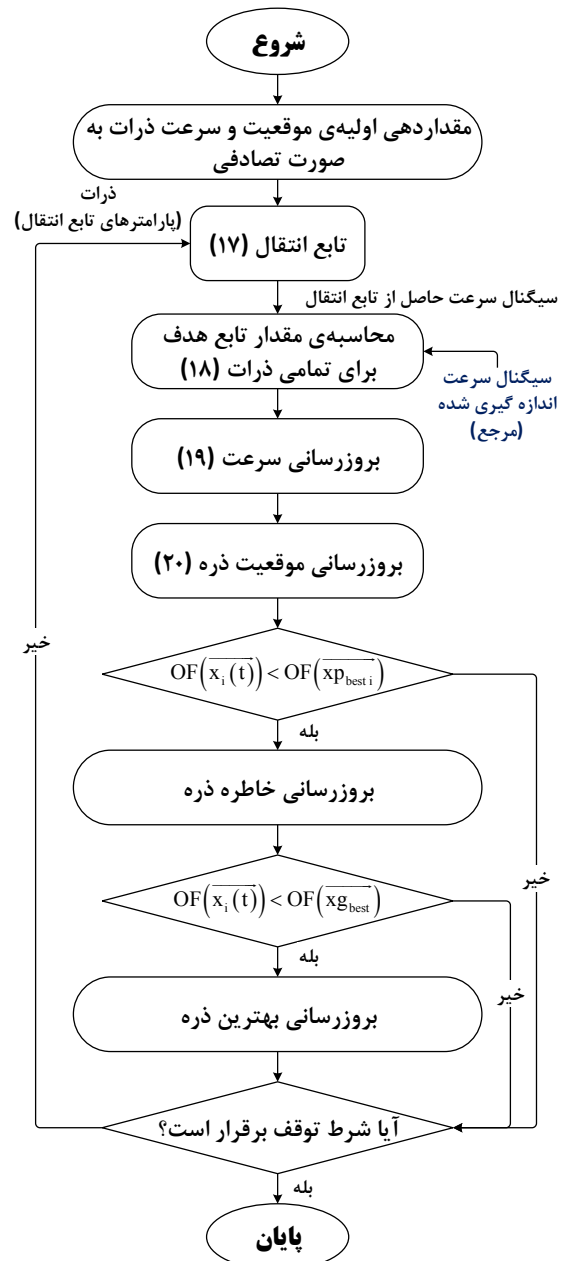 شروع
مقداردهی اولیه‌ی موقعیت و سرعت ذرات به
صورت تصادفی
ذرات
(پارامترهای تابع انتقال)
تابع انتقال (۱۷)
سیگنال سرعت حاصل از تابع انتقال
محاسبه‌ی مقدار تابع هدف
برای تمامی ذرات (۱۸)
سیگنال سرعت
اندازه گیری شده
(مرجع)
بروزرسانی سرعت (۱۹)
بروزرسانی موقعیت ذره (۲۰)
خیر
OF(x_i(t)) < OF(xp_best i)
بله
بروزرسانی خاطره ذره
خیر
OF(x_i(t)) < OF(xg_best)
بله
خیر
بروزرسانی بهترین ذره
آیا شرط توقف برقرار است؟
بله
پایان